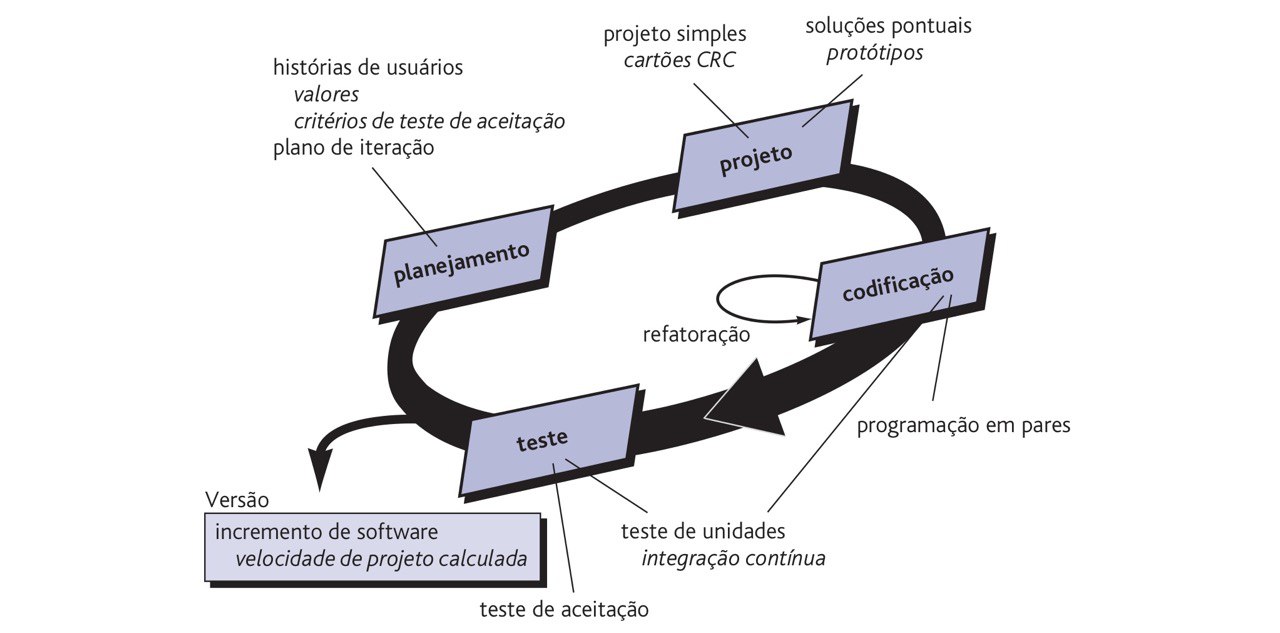 projeto simples
cartões CRC
soluções pontuais
protótipos
histórias de usuários
valores
critérios de teste de aceitação
plano de iteração
projeto
planejamento
codificação
refatoração
programação em pares
teste
Versão
incremento de software
velocidade de projeto calculada
teste de unidades
integração contínua
teste de aceitação